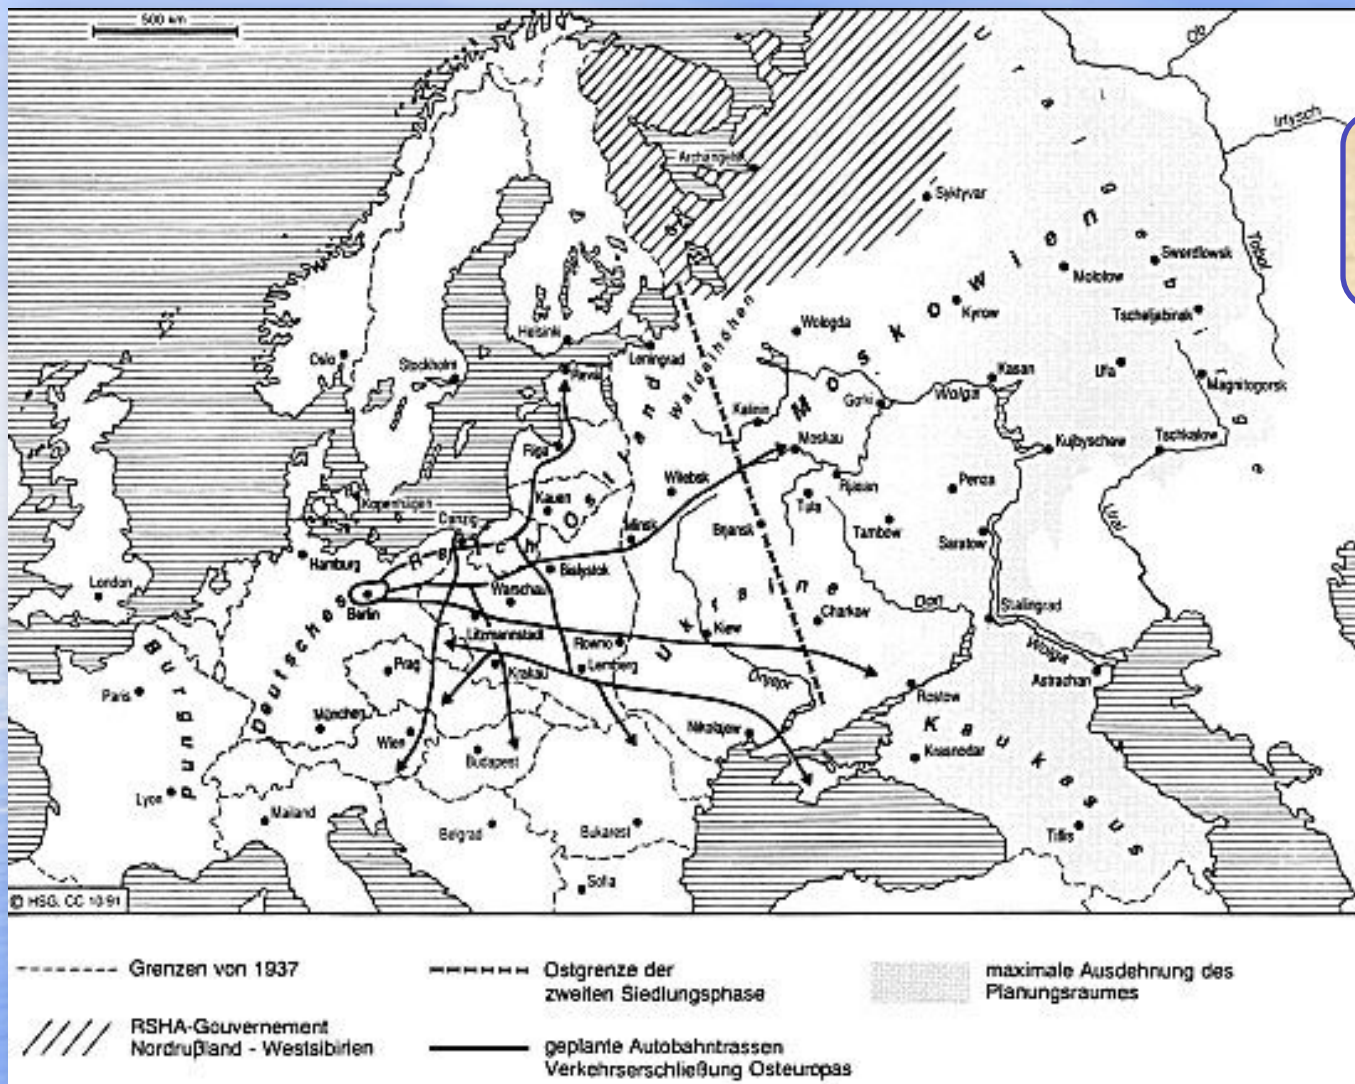 500 km
Ob
Irtysch
Archangelsk
Syktyvar
Ural
Tobol
Swerdlowsk
Molotow
Kyrow
Tscheljabinsk
Wologda
Helsinki
Leningrad
Waldaihöhen
Moskowien
Oslo
Stockholm
Reval
Kasan
Ufa
Magnitogorsk
Wolga
Gorki
Kalinin
Riga
Moskau
Kujbyschew
Tschkalow
Ostland
Witebsk
Rjasan
Penza
Kauen
Tula
Kopenhagen
Danzig
Minsk
Brjansk
Tambow
Saratow
Ural
Hamburg
Bialystok
London
Berlin
Warschau
Deutsches Reich
Don
Stalingrad
Ukraine
Charkow
Litzmannstadt
Rowno
Kiew
Burgund
Prag
Krakau
Lemberg
Wolga
Astrachan
Paris
Dnjepr
Rostow
München
Wien
Nikolajew
Kaukasus
Krasnodar
Budapest
Lyon
Mailand
Belgrad
Bukarest
Tiflis
Sofia
© HSG, CC 10-91
Grenzen von 1937
Ostgrenze der
zweiten Siedlungsphase
maximale Ausdehnung des
Planungsraumes
RSHA-Gouvernement
Nordrußland - Westsibirien
geplante Autobahntrassen
Verkehrserschließung Osteuropas